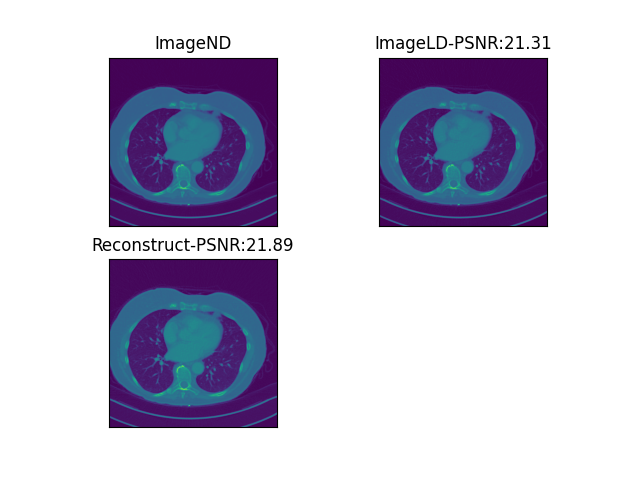 ImageND
ImageLD-PSNR:21.31
Reconstruct-PSNR:21.89